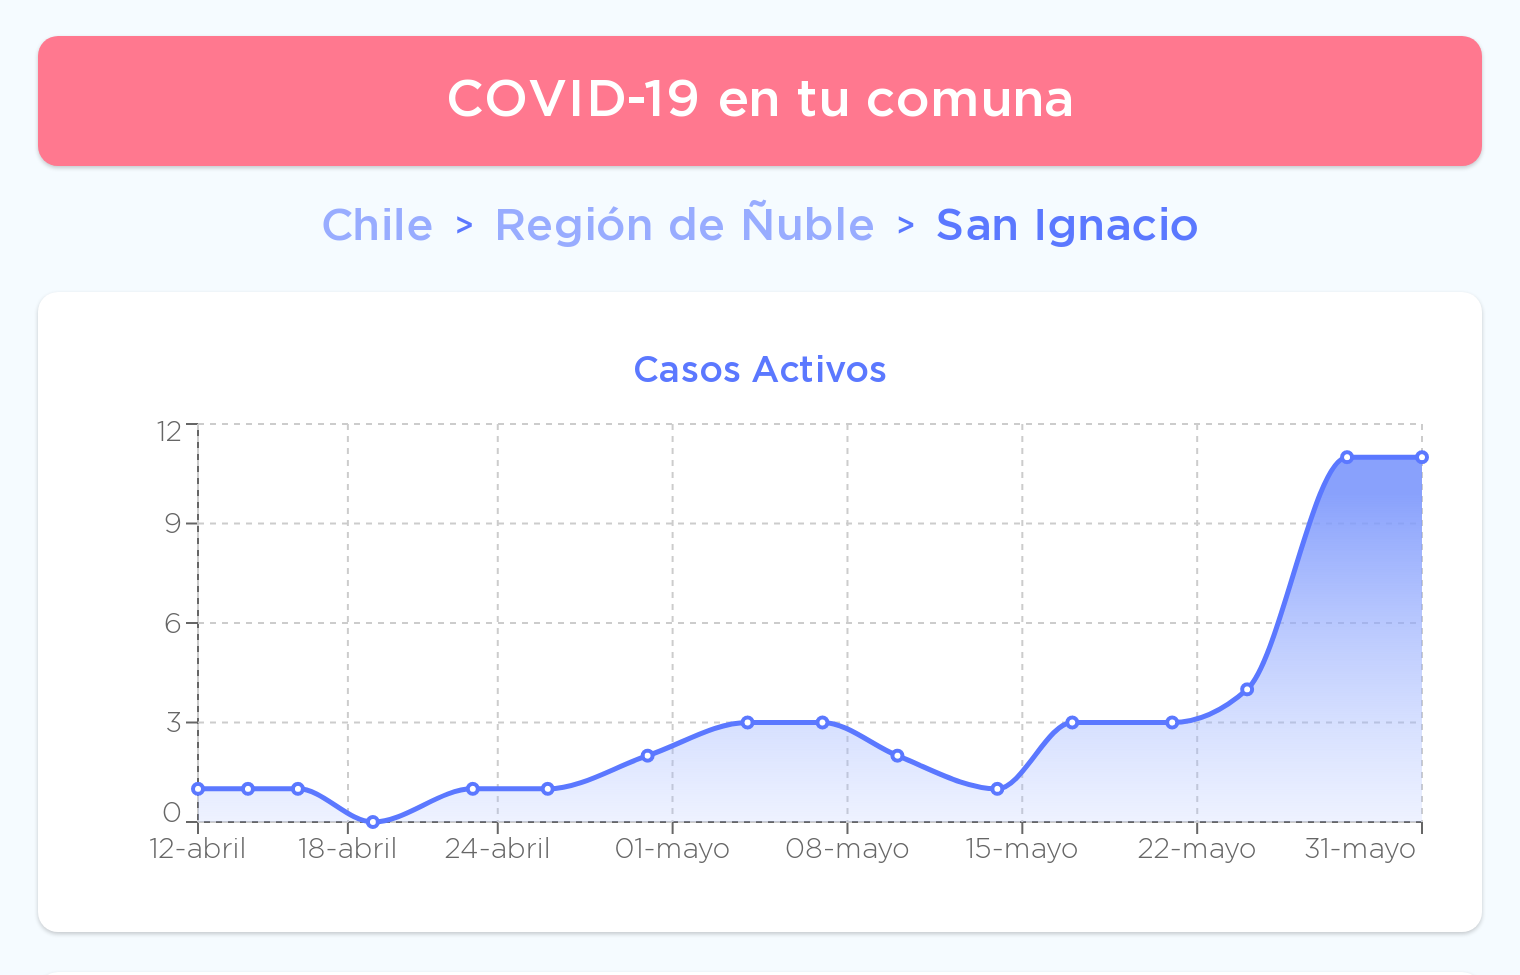 COVID-19 en tu comuna
Chile > Región de Ñuble > San Ignacio
Casos Activos
12
9
6
3
0
12-abril 18-abril 24-abril 01-mayo 08-mayo 15-mayo 22-mayo 31-mayo